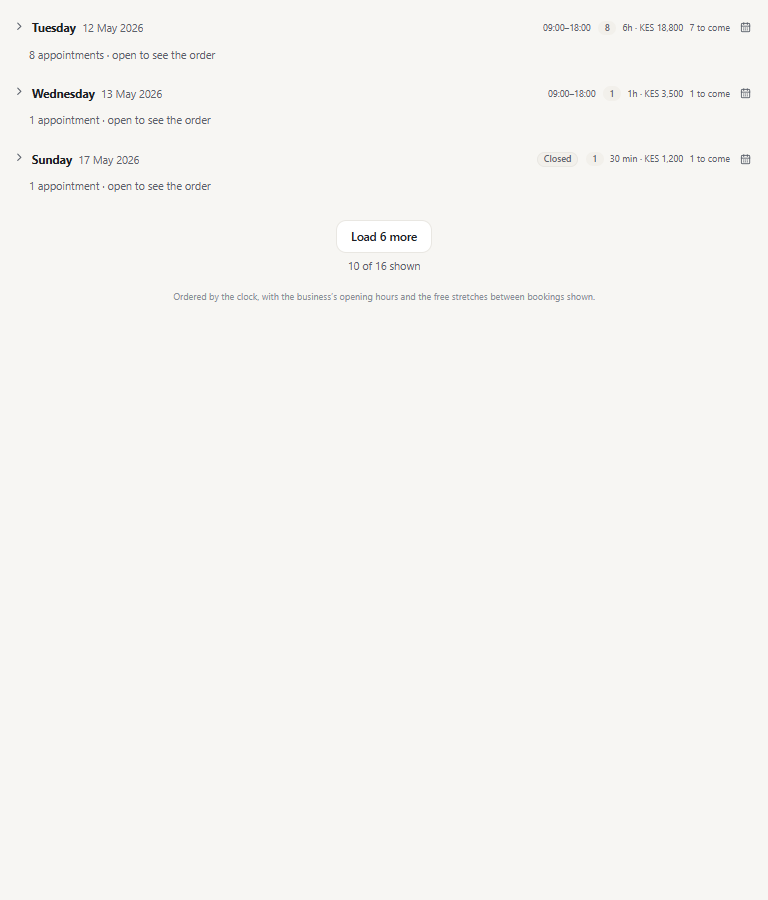 Tuesday 12 May 2026 09:00–18:00 8 6h · KES 18,800 7 to come
8 appointments · open to see the order
Wednesday 13 May 2026 09:00–18:00 1 1h · KES 3,500 1 to come
1 appointment · open to see the order
Sunday 17 May 2026 Closed 1 30 min · KES 1,200 1 to come
1 appointment · open to see the order
Load 6 more
10 of 16 shown
Ordered by the clock, with the business's opening hours and the free stretches between bookings shown.